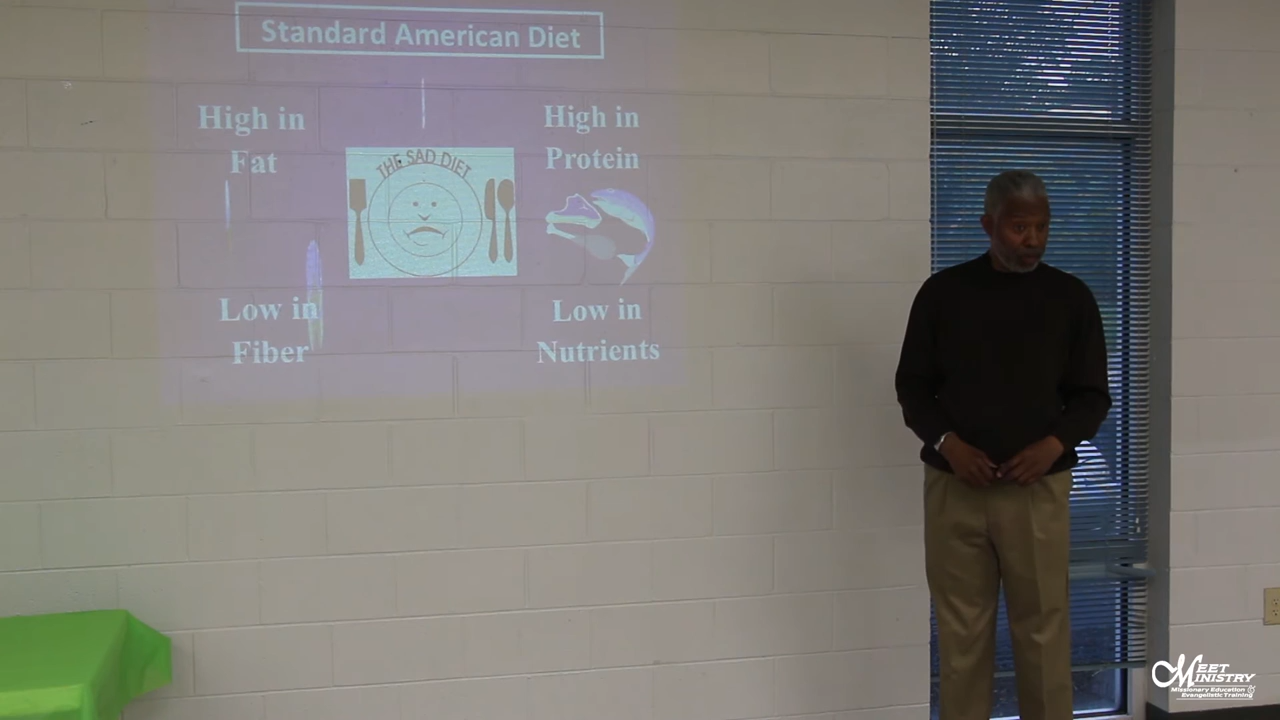 Standard American Diet
High in
Fat
High in
Protein
THE SAD DIET
Low in
Fiber
Low in
Nutrients
MEET
MINISTRY
Missionary Education &
Evangelistic Training